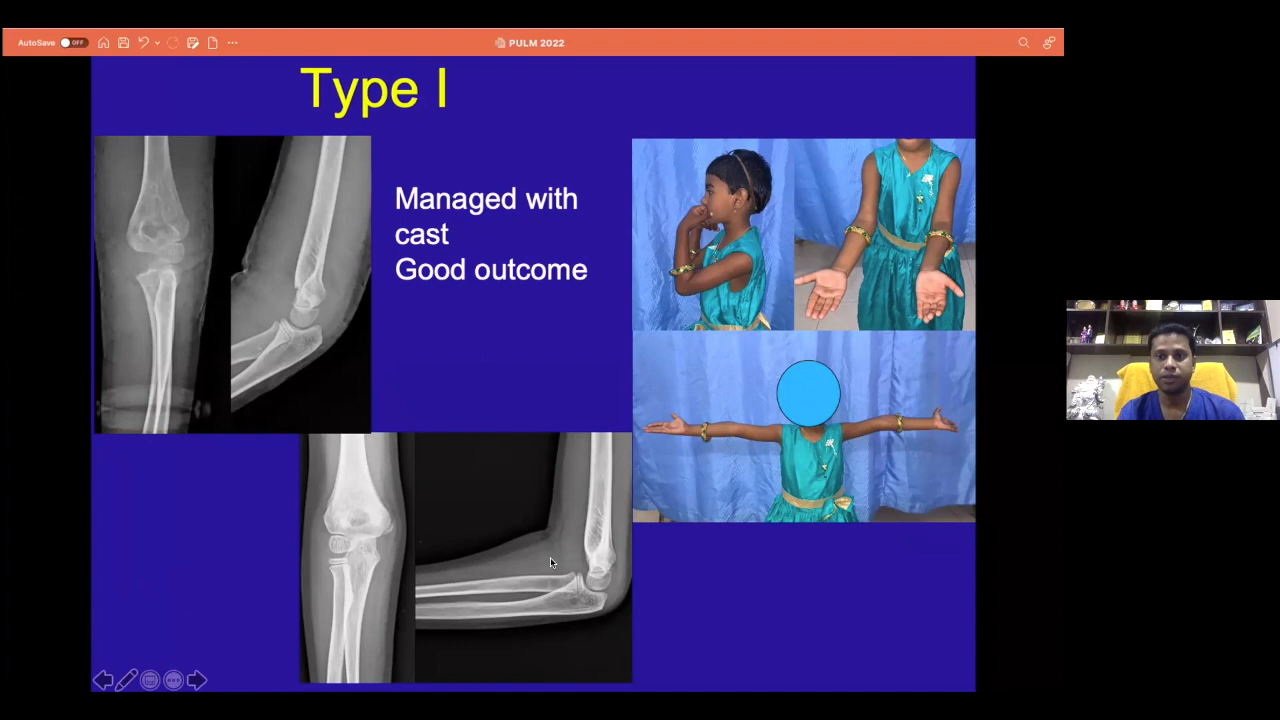 AutoSave OFF
PULM 2022
Type I
Managed with
cast
Good outcome